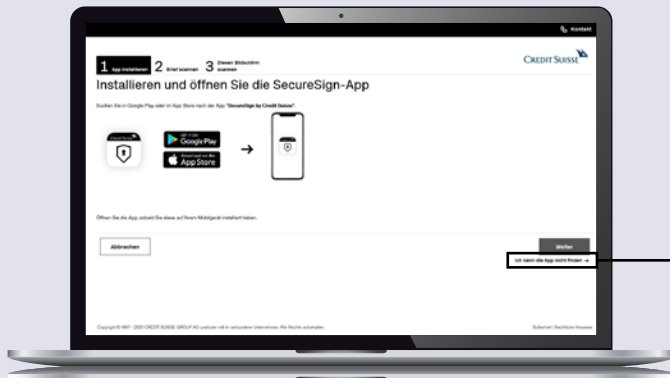 Kontakt
1 App installieren 2 Brief scannen 3 Diesen Bildschirm scannen
CREDIT SUISSE
Installieren und öffnen Sie die SecureSign-App
Suchen Sie in Google Play oder im App Store nach der App "SecureSign by Credit Suisse".
GET IT ON
Google Play
Download on the
App Store
Öffnen Sie die App, sobald Sie diese auf Ihrem Mobilgerät installiert haben.
Abbrechen
Weiter
Ich kann die App nicht finden →
Copyright © 1997 - 2021 CREDIT SUISSE GROUP AG und/oder mit ihr verbundene Unternehmen. Alle Rechte vorbehalten.
Sicherheit | Rechtliche Hinweise